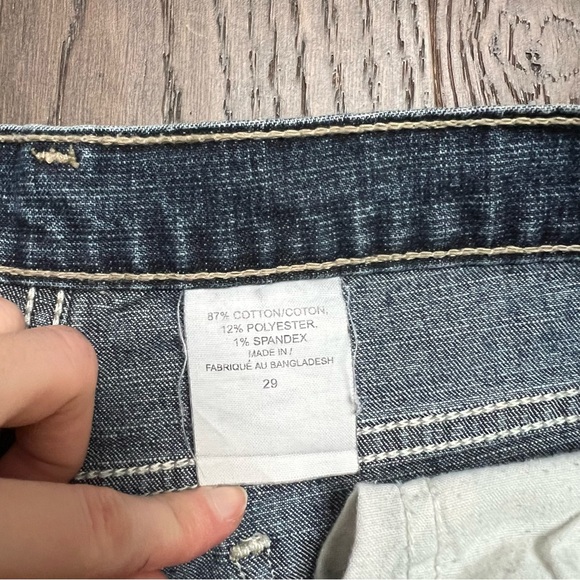 87% COTTON/COTON,
12% POLYESTER,
1% SPANDEX
MADE IN /
FABRIQUÉ AU BANGLADESH
29